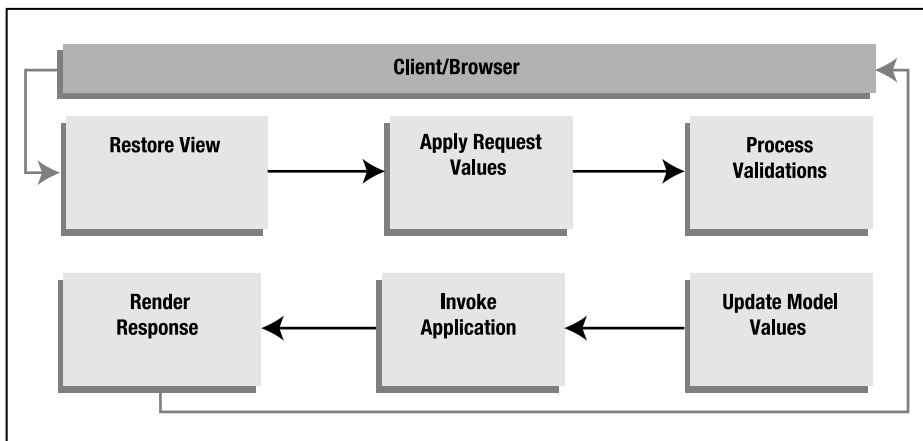 Client/Browser
Restore View
Apply Request
Values
Process
Validations
Render
Response
Invoke
Application
Update Model
Values